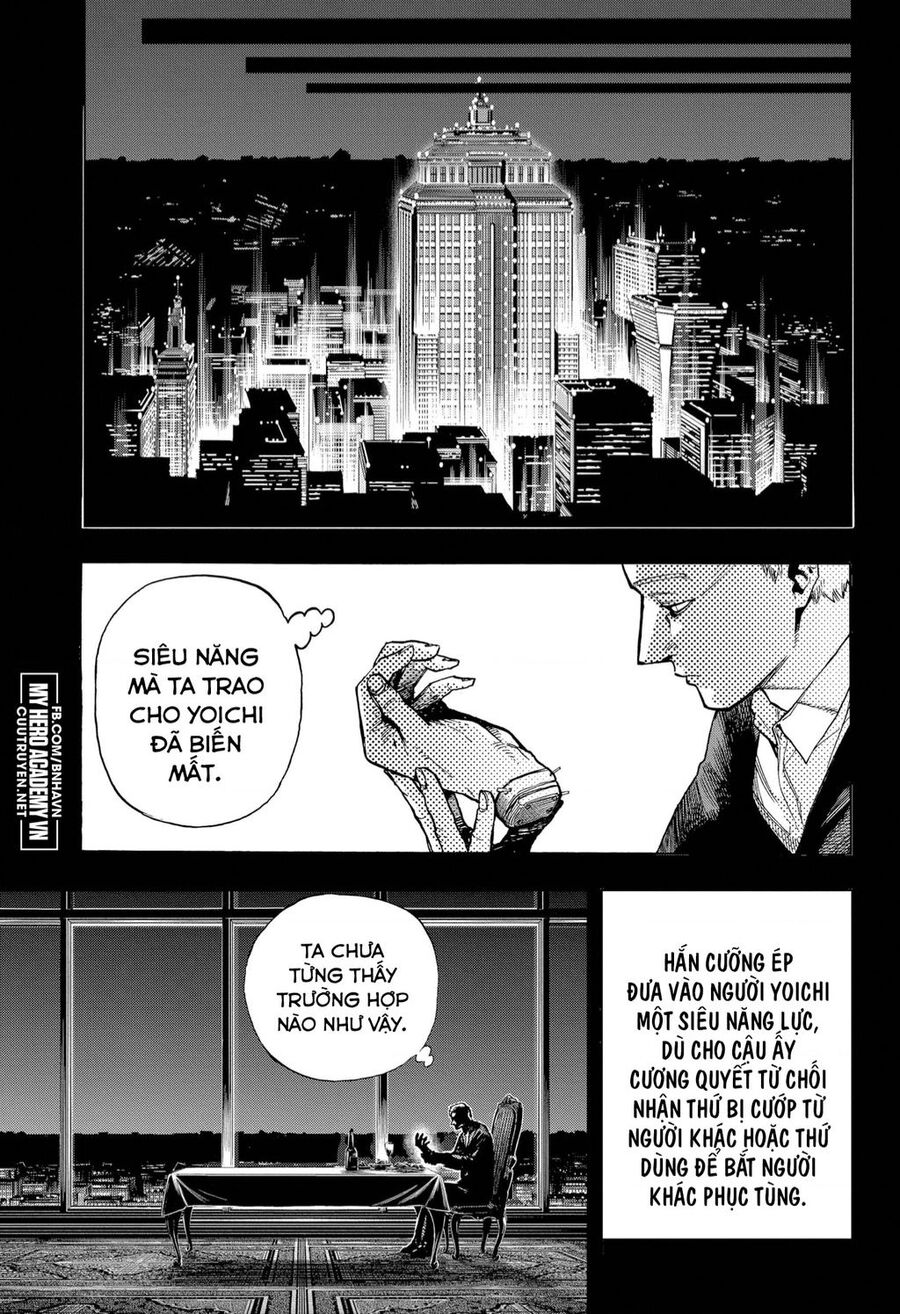 SIÊU NĂNG
MÀ TA TRAO
CHO YOICHI
ĐÃ BIẾN
MẤT.
FB.COM/BNHAVN
MY HERO ACADEMY VN
CUUTRUYEN.NET
HẮN CƯỠNG ÉP
ĐƯA VÀO NGƯỜI YOICHI
MỘT SIÊU NĂNG LỰC,
DÙ CHO CẬU ẤY
CƯƠNG QUYẾT TỪ CHỐI
NHẬN THỨ BỊ CƯỚP TỪ
NGƯỜI KHÁC HOẶC THỨ
DÙNG ĐỂ BẮT NGƯỜI
KHÁC PHỤC TÙNG.
TA CHƯA
TỪNG THẤY
TRƯỜNG HỢP
NÀO NHƯ VẬY.